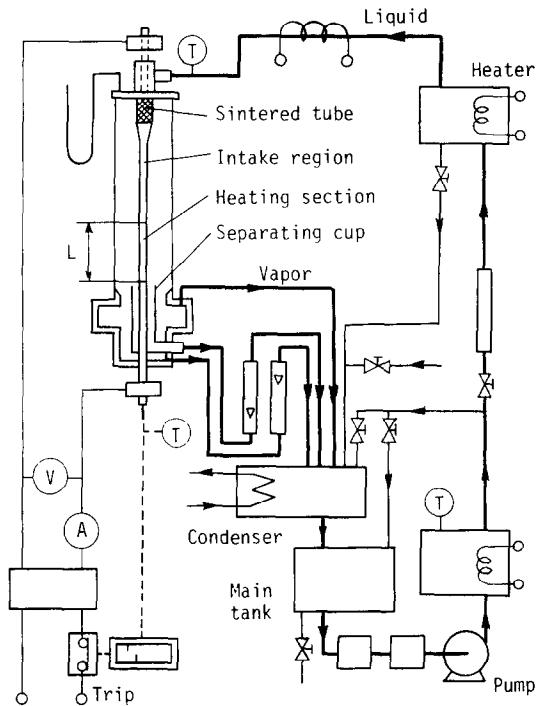 Liquid
T
Heater
Sintered tube
Intake region
Heating section
L
Separating cup
Vapor
T
V
T
A
Condenser
Main
tank
Pump
Trip